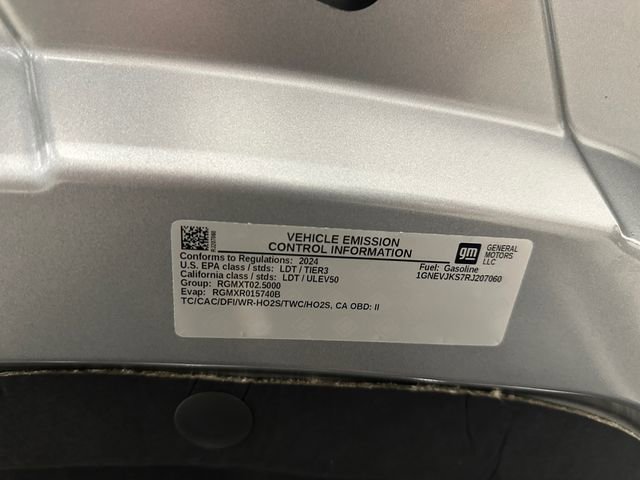 VEHICLE EMISSION
CONTROL INFORMATION
gm
GENERAL
MOTORS
LLC
RJ207060
Conforms to Regulations: 2024
U.S. EPA class / stds: LDT / TIER3
California class / stds: LDT / ULEV50
Group: RGMXT02.5000
Evap: RGMXR015740B
TC/CAC/DFI/WR-HO2S/TWC/HO2S, CA OBD: II
Fuel: Gasoline
1GNEVJKS7RJ207060